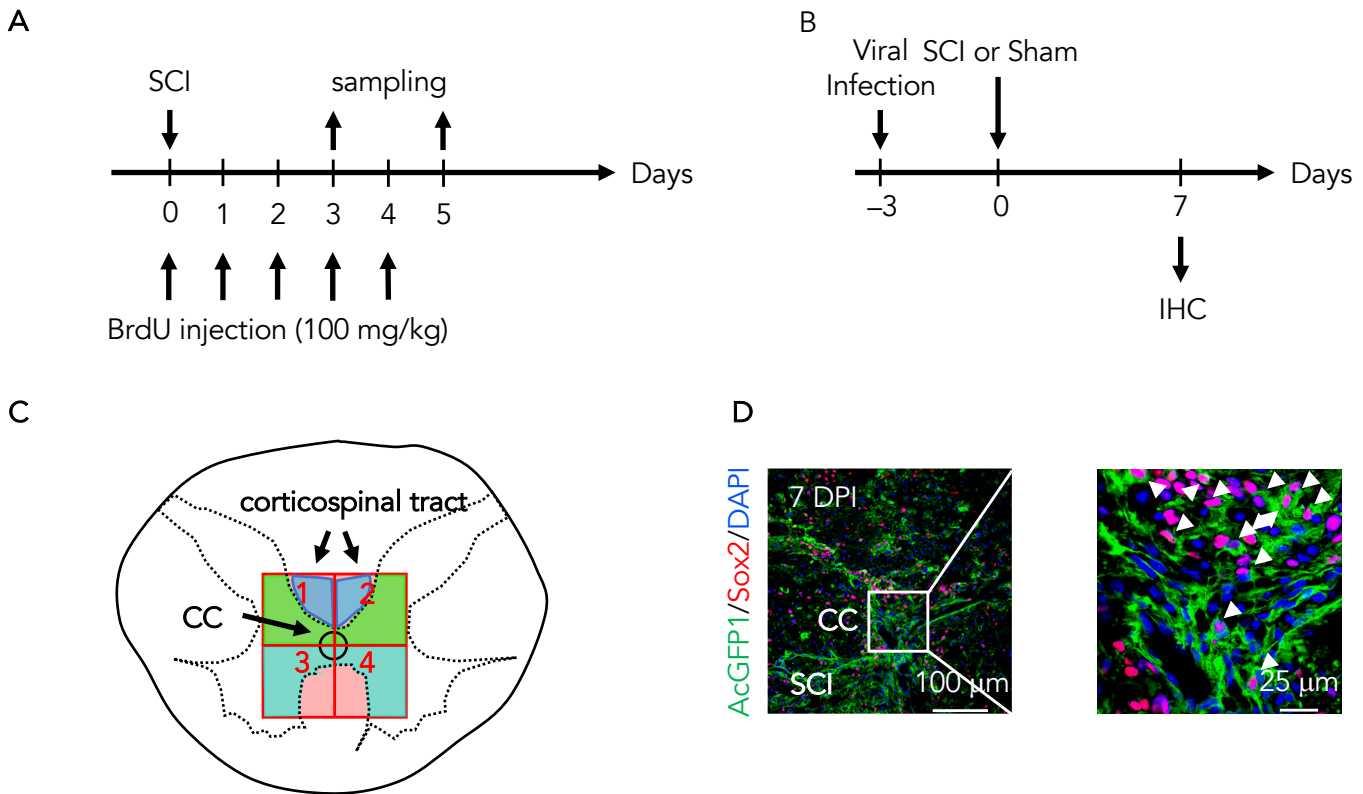 A
SCI
sampling
Days
0
1
2
3
4
5
BrdU injection (100 mg/kg)
B
Viral
Infection
SCI or Sham
Days
–3
0
7
IHC
C
corticospinal tract
CC
1
2
3
4
D
AcGFP1/Sox2/DAPI
7 DPI
CC
SCI
100 μm
25 μm